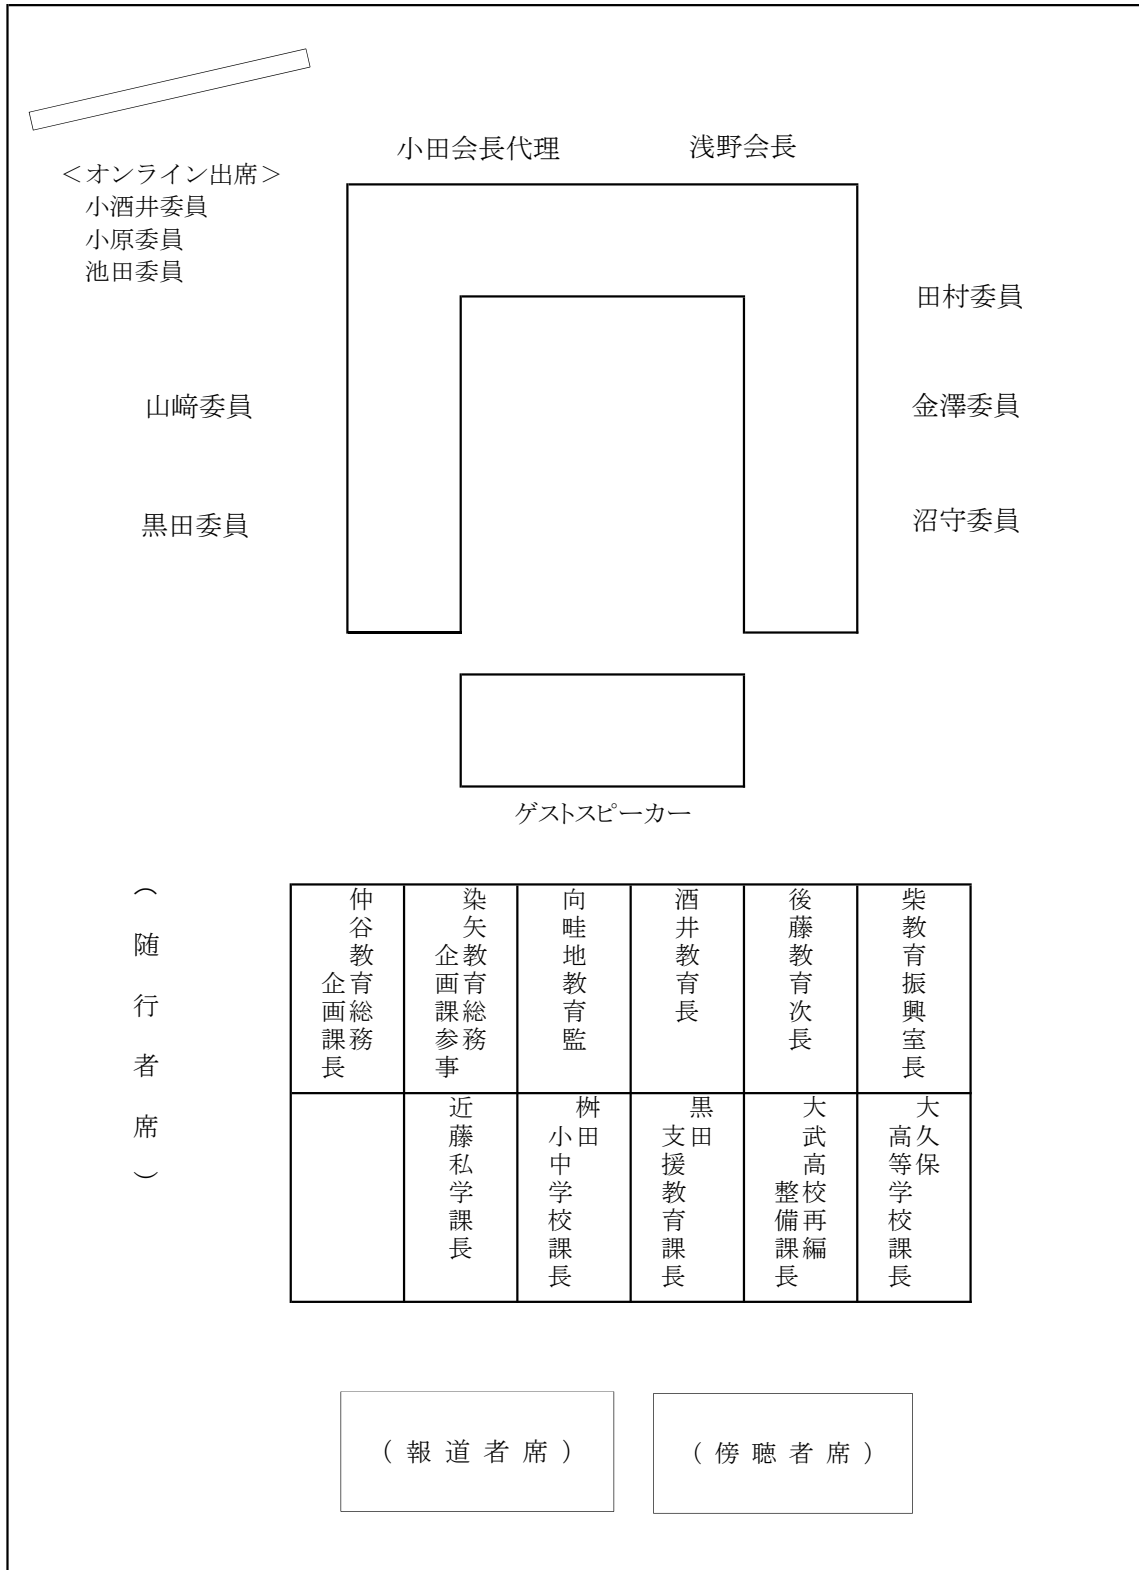 小田会長代理
浅野会長
＜オンライン出席＞
小酒井委員
小原委員
池田委員
田村委員
山﨑委員
金澤委員
黒田委員
沼守委員
ゲストスピーカー
（随行者席）
仲谷教育総務
企画課長
染矢教育総務
企画課参事
向畦地教育監
酒井教育長
後藤教育次長
柴教育振興室長
近藤私学課長
桝田
小中学校課長
黒田
支援教育課長
大武高校再編
整備課長
大久保
高等学校課長
（報道者席）
（傍聴者席）